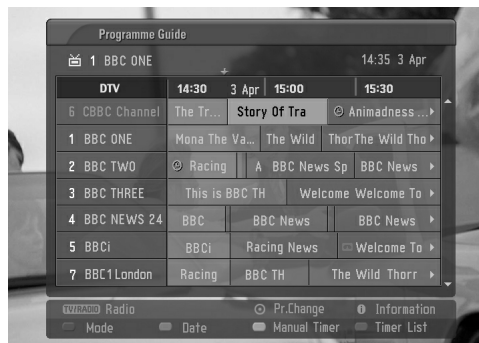 Programme Guide
1 BBC ONE 14:35 3 Apr
DTV 14:30 3 Apr 15:00 15:30
6 CBBC Channel The Tr... Story Of Tra Animadness ...
1 BBC ONE Mona The Va... The Wild Thor The Wild Tho
2 BBC TWO Racing A BBC News Sp BBC News
3 BBC THREE This is BBC TH Welcome Welcome To
4 BBC NEWS 24 BBC BBC News BBC News
5 BBCi BBCi Racing News Welcome To
7 BBC1 London Racing BBC TH The Wild Thorr
TV/RADIO Radio Pr.Change Information
Mode Date Manual Timer Timer List